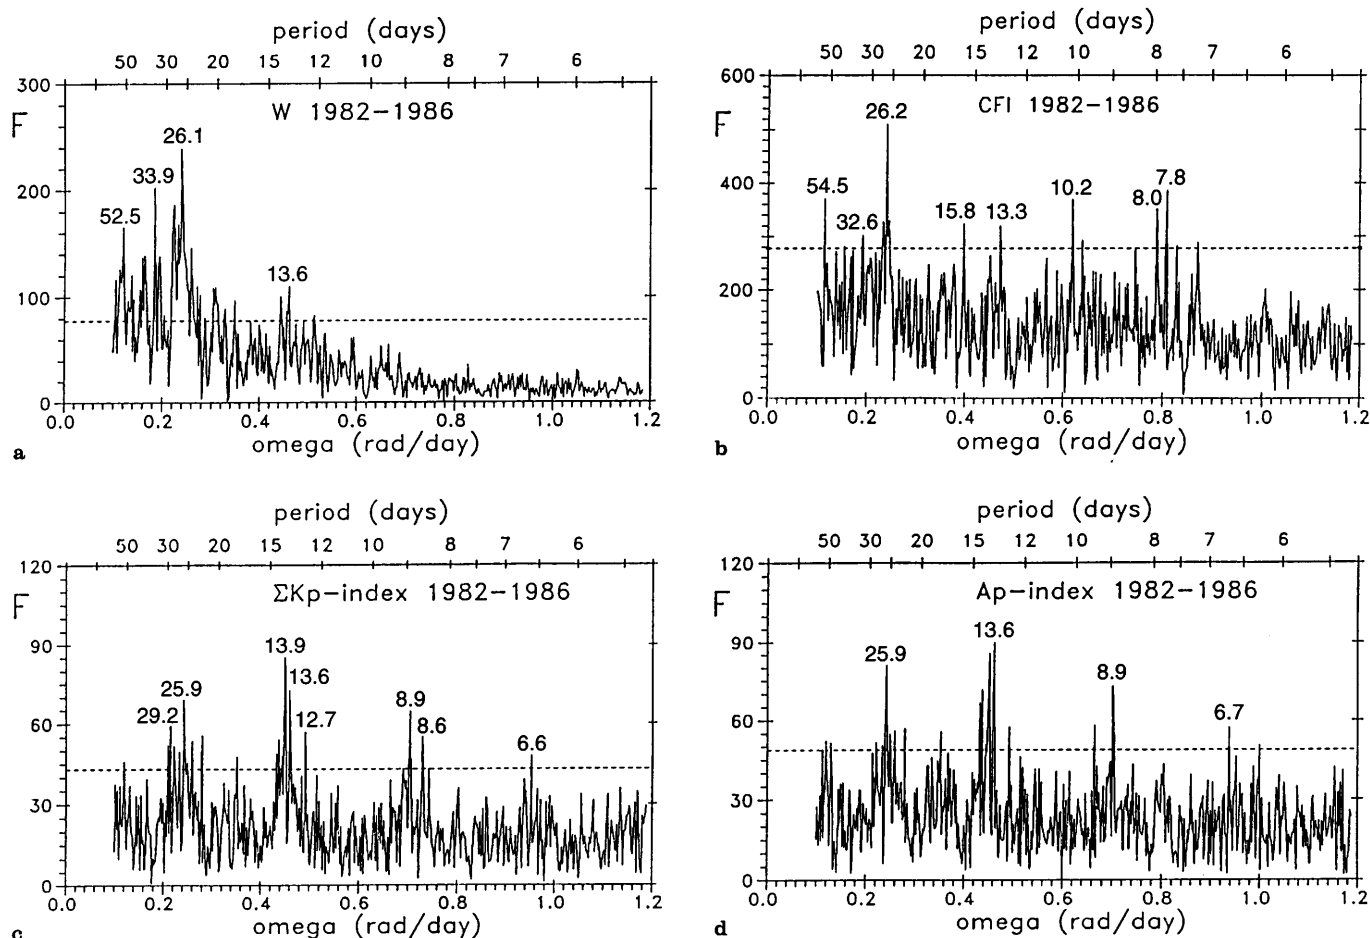 period (days)
50 30 20 15 12 10 8 7 6
300
F
W 1982–1986
26.1
33.9
200
52.5
13.6
100
0
0.0 0.2 0.4 0.6 0.8 1.0 1.2
omega (rad/day)
a
period (days)
50 30 20 15 12 10 8 7 6
600
F
CFI 1982–1986
26.2
400
54.5
32.6
15.8
13.3
10.2
8.0
7.8
200
0
0.0 0.2 0.4 0.6 0.8 1.0 1.2
omega (rad/day)
b
period (days)
50 30 20 15 12 10 8 7 6
120
F
ΣKp–index 1982–1986
90
13.9
13.6
25.9
29.2
12.7
8.9
8.6
60
6.6
30
0
0.0 0.2 0.4 0.6 0.8 1.0 1.2
omega (rad/day)
c
period (days)
50 30 20 15 12 10 8 7 6
120
F
Ap–index 1982–1986
90
13.6
25.9
8.9
6.7
60
30
0
0.0 0.2 0.4 0.6 0.8 1.0 1.2
omega (rad/day)
d